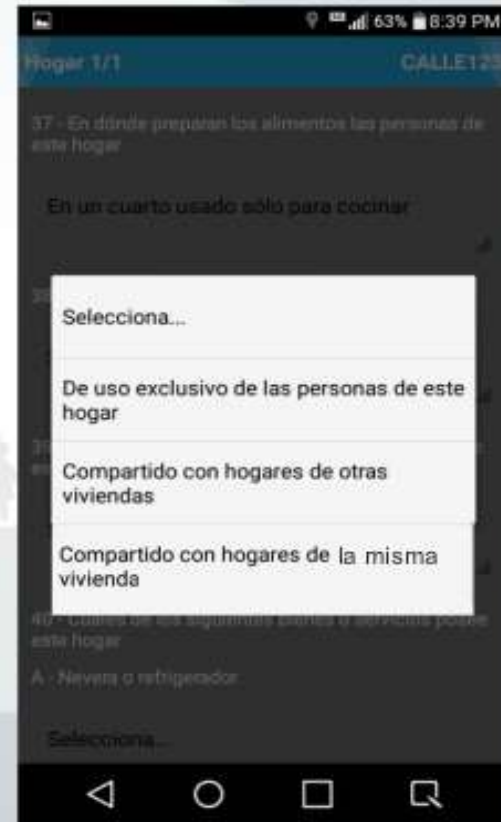 63% 8:39 PM
Hogar 1/1 CALLE123
37 - En dónde preparan los alimentos las personas de
este hogar
En un cuarto usado sólo para cocinar
Selecciona...
De uso exclusivo de las personas de este
hogar
Compartido con hogares de otras
viviendas
Compartido con hogares de la misma
vivienda
40 - Cuáles de los siguientes bienes o servicios posee
este hogar
A - Nevera o refrigerador
Selecciona...